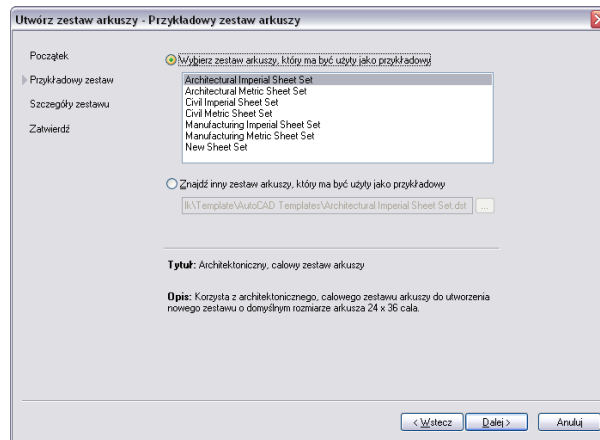 Utwórz zestaw arkuszy - Przykładowy zestaw arkuszy
Początek
Przykładowy zestaw
Szczegóły zestawu
Zatwierdź
Wybierz zestaw arkuszy, który ma być użyty jako przykładowy
Architectural Imperial Sheet Set
Architectural Metric Sheet Set
Civil Imperial Sheet Set
Civil Metric Sheet Set
Manufacturing Imperial Sheet Set
Manufacturing Metric Sheet Set
New Sheet Set
Znajdź inny zestaw arkuszy, który ma być użyty jako przykładowy
lk\Template\AutoCAD Templates\Architectural Imperial Sheet Set.dst ...
Tytuł: Architektoniczny, calowy zestaw arkuszy
Opis: Korzysta z architektonicznego, calowego zestawu arkuszy do utworzenia
nowego zestawu o domyślnym rozmiarze arkusza 24 x 36 cala.
< Wstecz Dalej > Anuluj